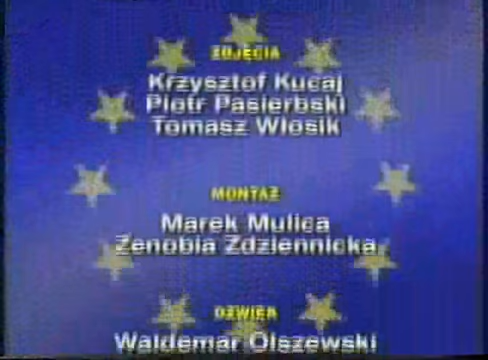 ZDJĘCIA
Krzysztof Kucaj
Piotr Pasierbski
Tomasz Włosik
MONTAŻ
Marek Mulica
Zenobia Zdziennicka
DŹWIĘK
Waldemar Olszewski